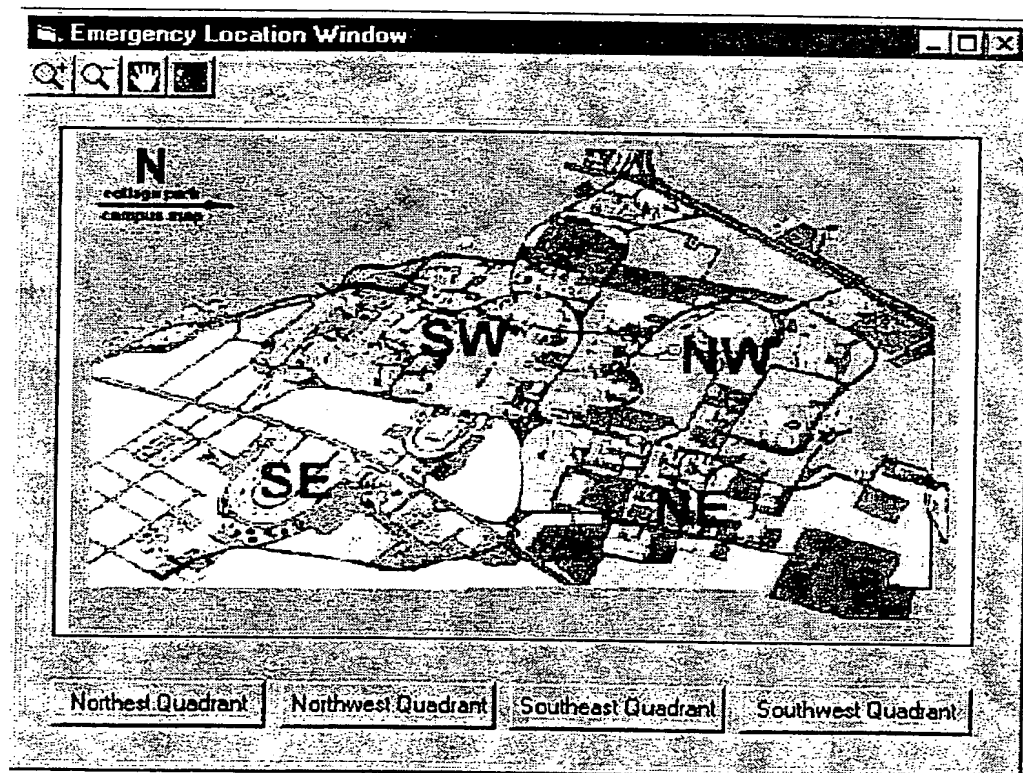 Emergency Location Window
N
college park
campus map
SW
NW
SE
NE
Northest Quadrant
Northwest Quadrant
Southeast Quadrant
Southwest Quadrant